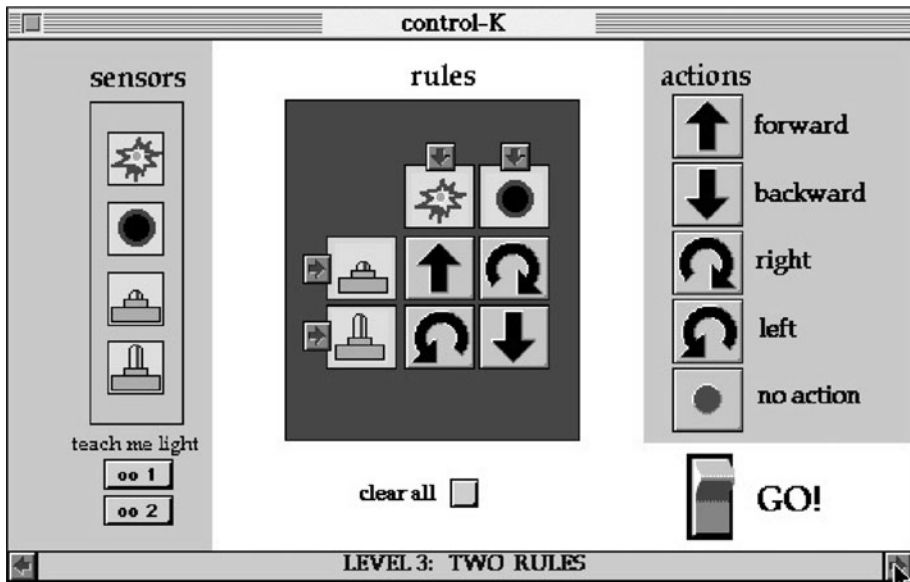 control-K
sensors
rules
actions
forward
backward
right
left
no action
teach me light
oo 1
oo 2
clear all
GO!
LEVEL 3: TWO RULES